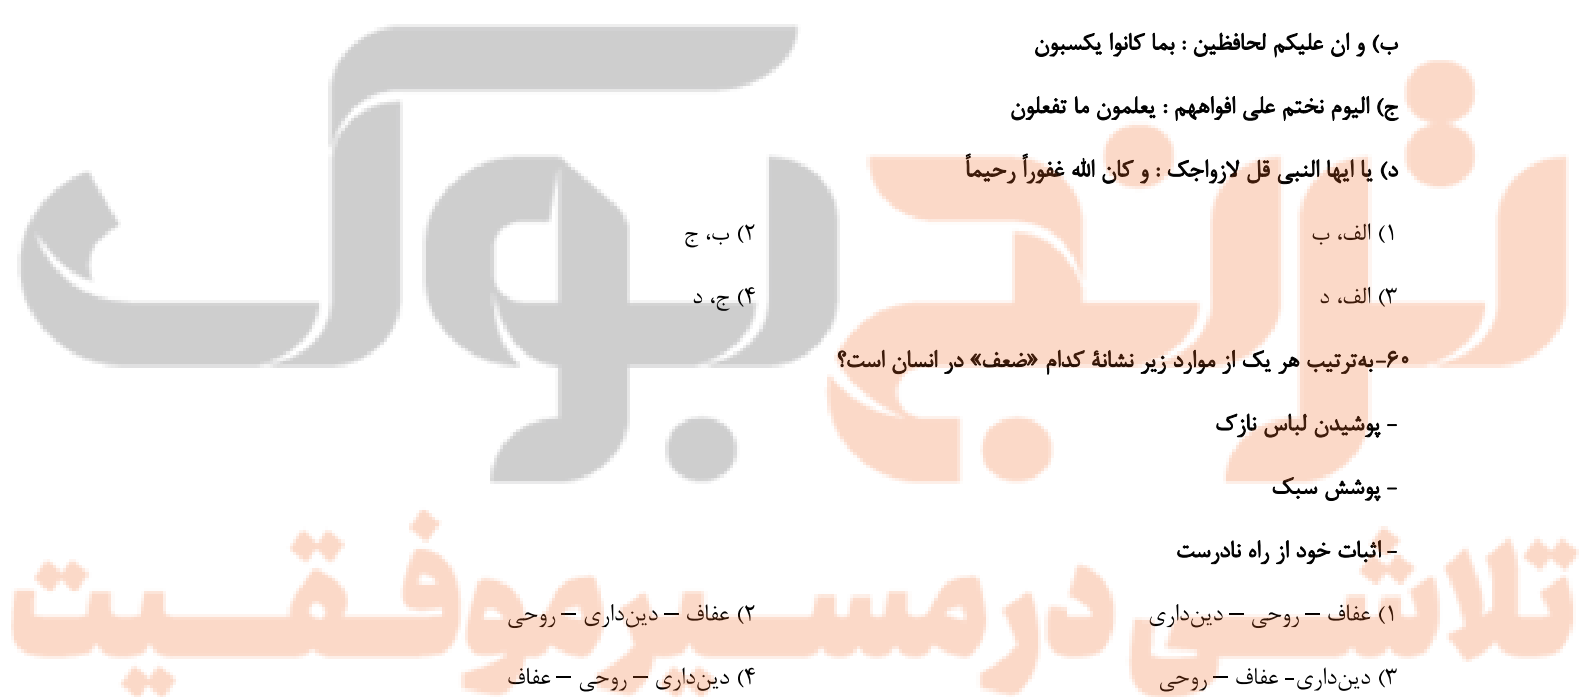 ب) و ان علیکم لحافظین : بما کانوا یکسبون
ج) الیوم نختم علی افواههم : یعلمون ما تفعلون
د) یا ایها النبی قل لازواجک : و کان الله غفوراً رحیماً
۱) الف، ب ۲) ب، ج
۳) الف، د ۴) ج، د
۶۰-به‌ترتیب هر یک از موارد زیر نشانهٔ کدام «ضعف» در انسان است؟
- پوشیدن لباس نازک
- پوشش سبک
- اثبات خود از راه نادرست
۱) عفاف – روحی – دین‌داری ۲) عفاف – دین‌داری – روحی
۳) دین‌داری- عفاف – روحی ۴) دین‌داری – روحی – عفاف
ترنج بوک
تلاشی در مسیر موفقیت